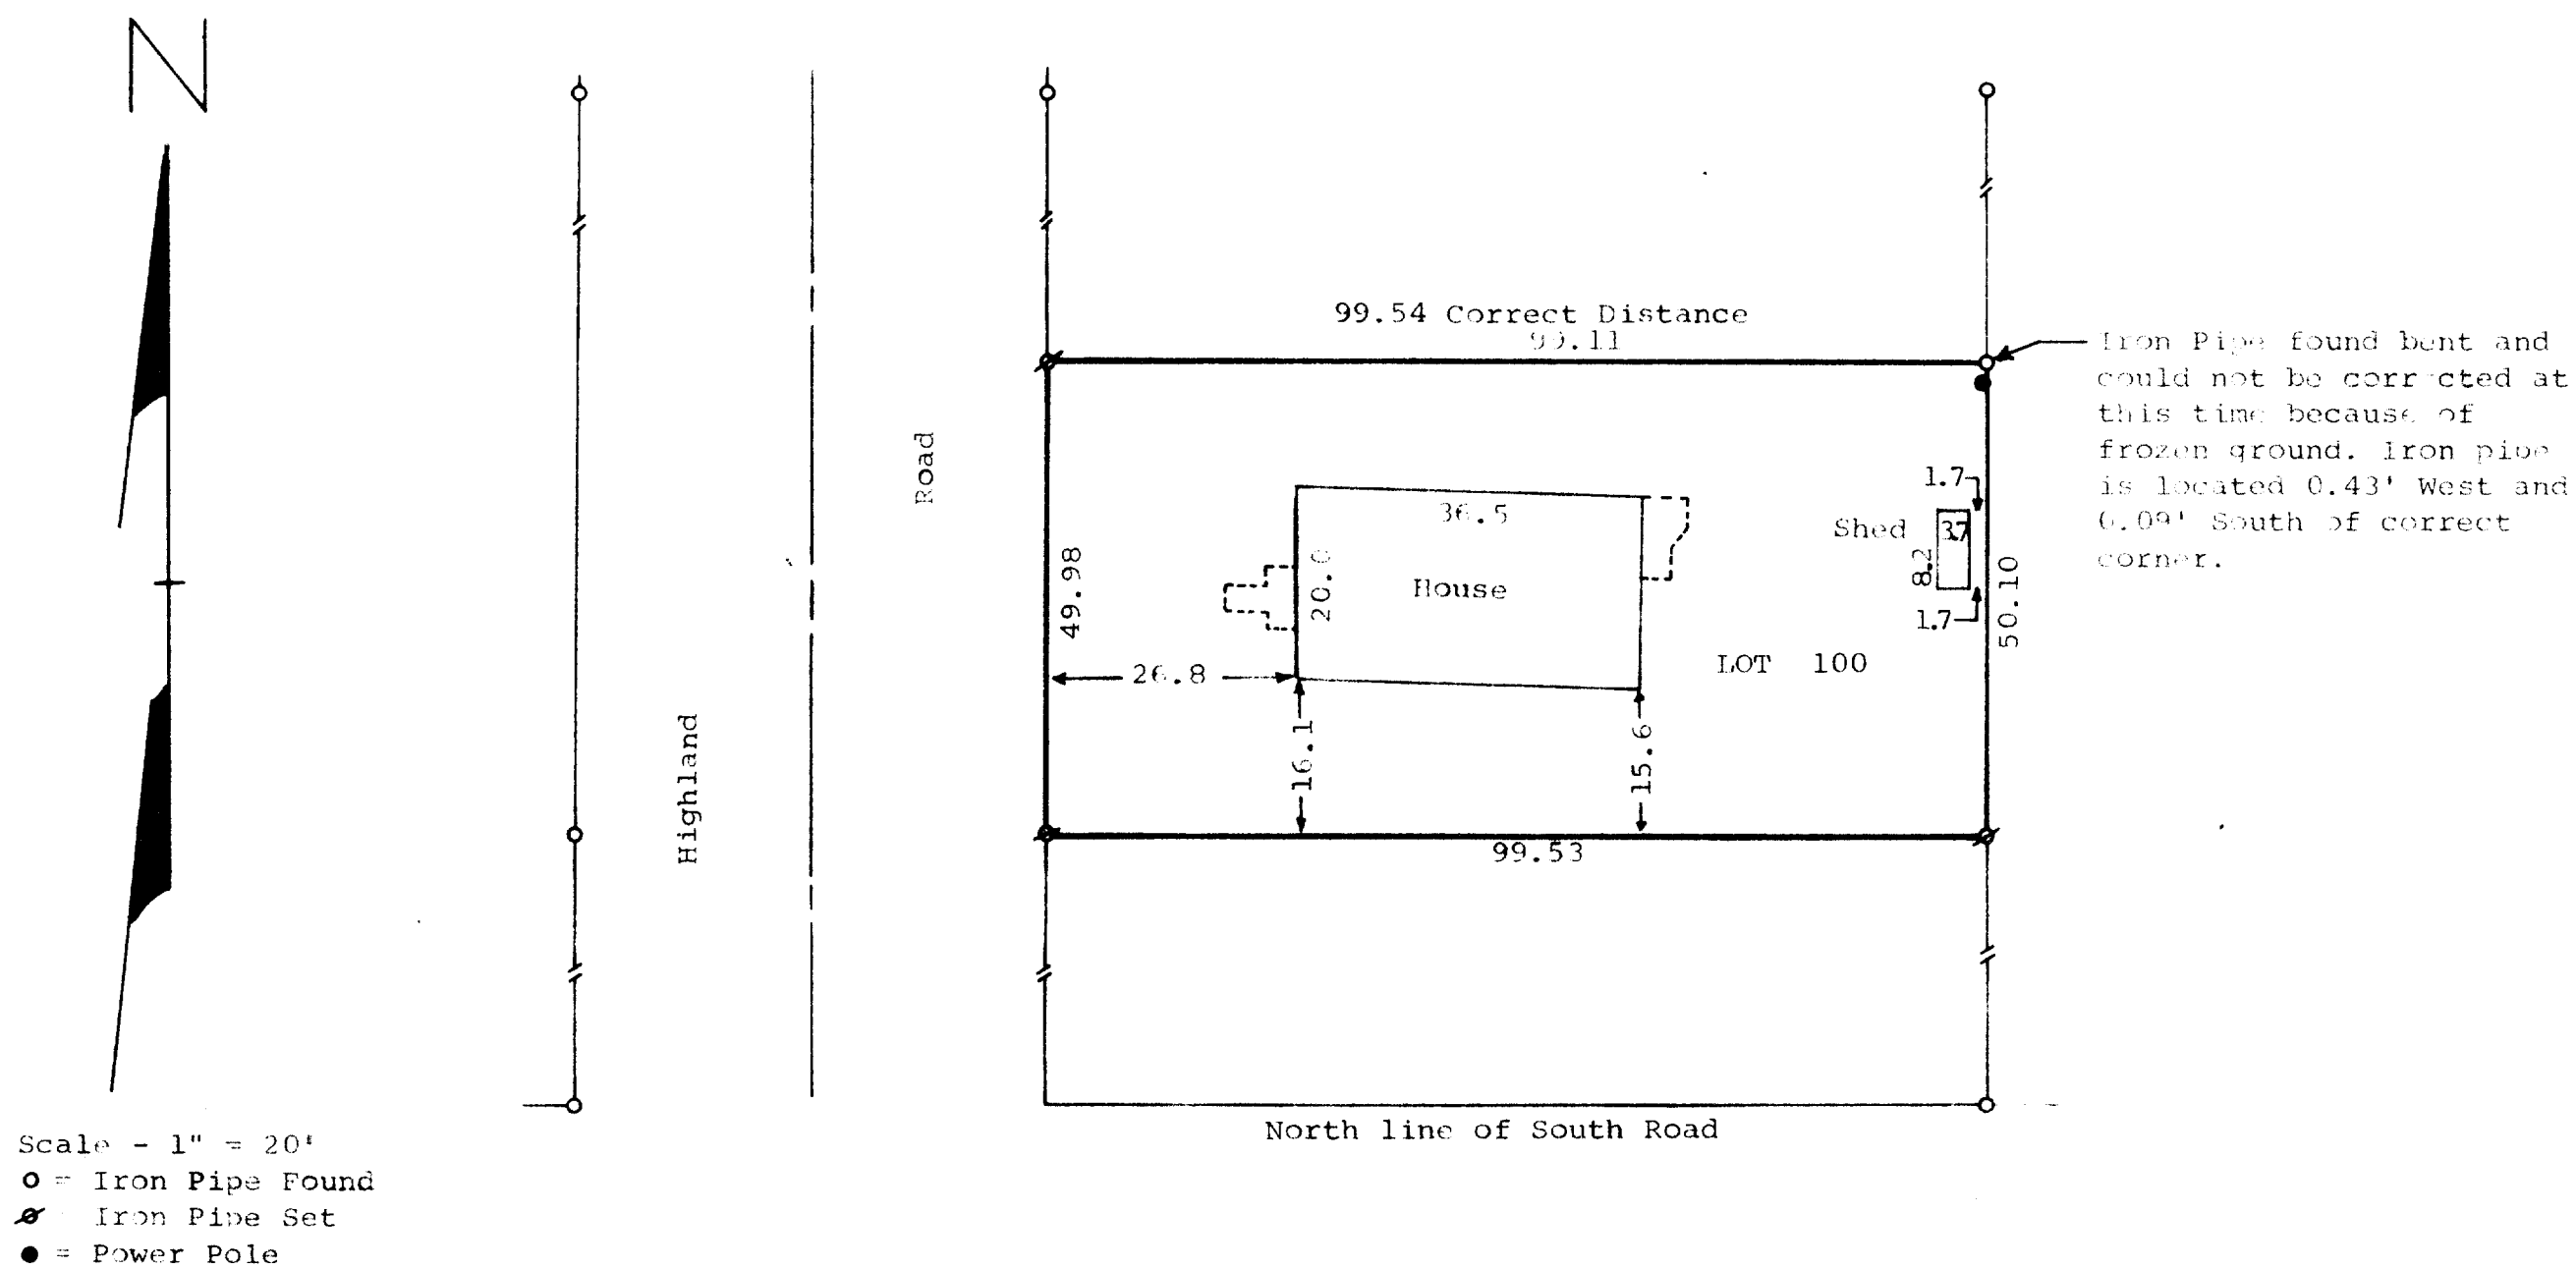 N
99.54 Correct Distance
99.11
Iron Pipe found bent and
could not be corrected at
this time because of
frozen ground. Iron pipe
is located 0.43' West and
0.09' South of correct
corner.
Road
Highland
49.98
36.5
20.0
House
26.8
16.1
15.6
1.7
Shed
3.7
8.2
1.7
50.10
LOT 100
99.53
North line of South Road
Scale - 1" = 20'
= Iron Pipe Found
Iron Pipe Set
= Power Pole